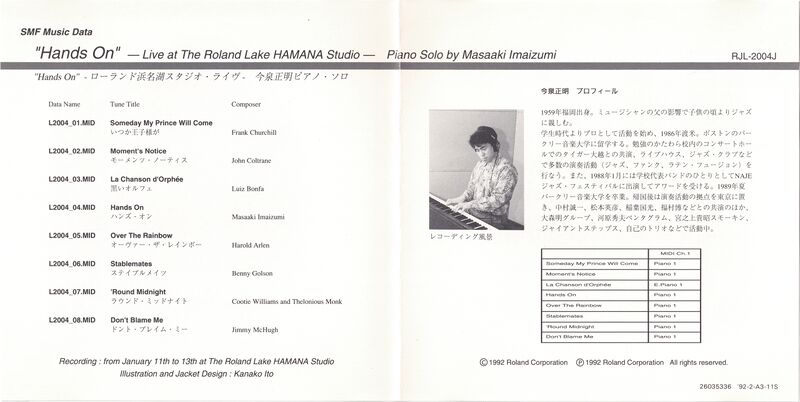 SMF Music Data
"Hands On" — Live at The Roland Lake HAMANA Studio — Piano Solo by Masaaki Imaizumi
RJL-2004J
"Hands On" - ローランド浜名湖スタジオ・ライヴ - 今泉正明ピアノ・ソロ
Data Name Tune Title Composer
L2004_01.MID Someday My Prince Will Come
いつか王子様が Frank Churchill
L2004_02.MID Moment's Notice
モーメンツ・ノーティス John Coltrane
L2004_03.MID La Chanson d'Orphée
黒いオルフェ Luiz Bonfa
L2004_04.MID Hands On
ハンズ・オン Masaaki Imaizumi
L2004_05.MID Over The Rainbow
オーヴァー・ザ・レインボー Harold Arlen
L2004_06.MID Stablemates
ステイブルメイツ Benny Golson
L2004_07.MID 'Round Midnight
ラウンド・ミッドナイト Cootie Williams and Thelonious Monk
L2004_08.MID Don't Blame Me
ドント・ブレイム・ミー Jimmy McHugh
Recording : from January 11th to 13th at The Roland Lake HAMANA Studio
Illustration and Jacket Design : Kanako Ito
今泉正明 プロフィール
1959年福岡出身。ミュージシャンの父の影響で子供の頃よりジャズ
に親しむ。
学生時代よりプロとして活動を始め、1986年渡米。ボストンのバー
クリー音楽大学に留学する。勉強のかたわら校内のコンサートホー
ルでのタイガー大越との共演、ライブハウス、ジャズ・クラブなど
で多数の演奏活動（ジャズ、ファンク、ラテン・フュージョン）を
行なう。また、1988年1月には学校代表バンドのひとりとしてNAJE
ジャズ・フェスティバルに出演してアワードを受ける。1989年夏
バークリー音楽大学を卒業。帰国後は演奏活動の拠点を東京に置
き、中村誠一、松本英彦、稲葉国光、福村博などとの共演のほか、
大森明グループ、河原秀夫ペンタグラム、宮之上貴昭スモーキン、
ジャイアントステップス、自己のトリオなどで活動中。
レコーディング風景
MIDI Ch.1
Someday My Prince Will Come Piano 1
Moment's Notice Piano 1
La Chanson d'Orphée E.Piano 1
Hands On Piano 1
Over The Rainbow Piano 1
Stablemates Piano 1
'Round Midnight Piano 1
Don't Blame Me Piano 1
Ⓒ 1992 Roland Corporation Ⓟ 1992 Roland Corporation All rights reserved.
26035336 '92-2-A3-11S